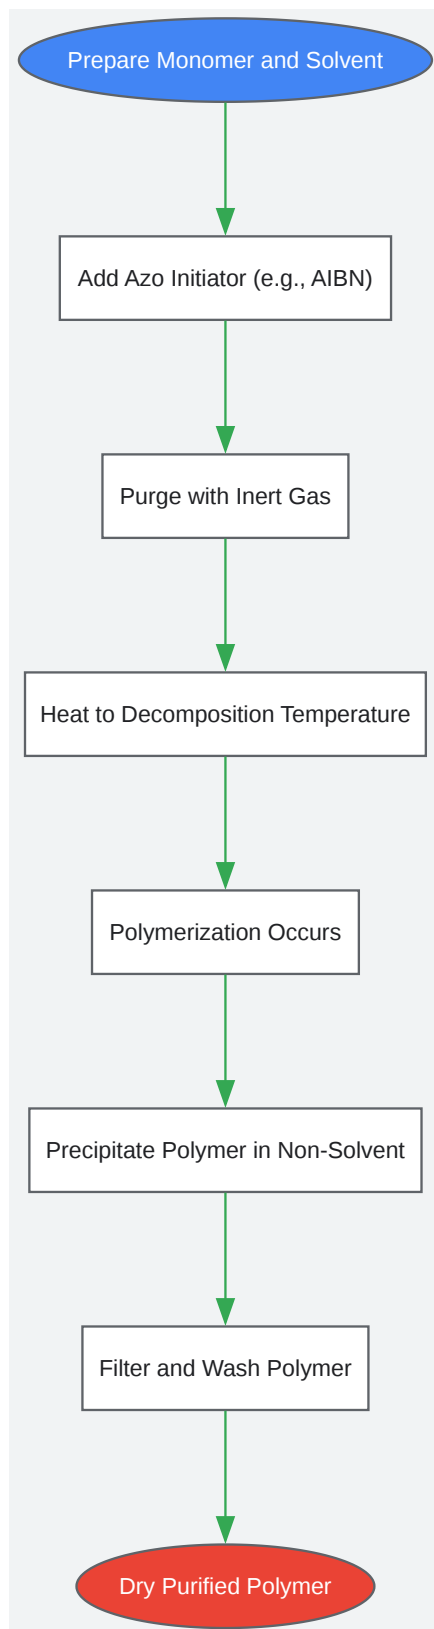 Prepare Monomer and Solvent
Add Azo Initiator (e.g., AIBN)
Purge with Inert Gas
Heat to Decomposition Temperature
Polymerization Occurs
Precipitate Polymer in Non-Solvent
Filter and Wash Polymer
Dry Purified Polymer